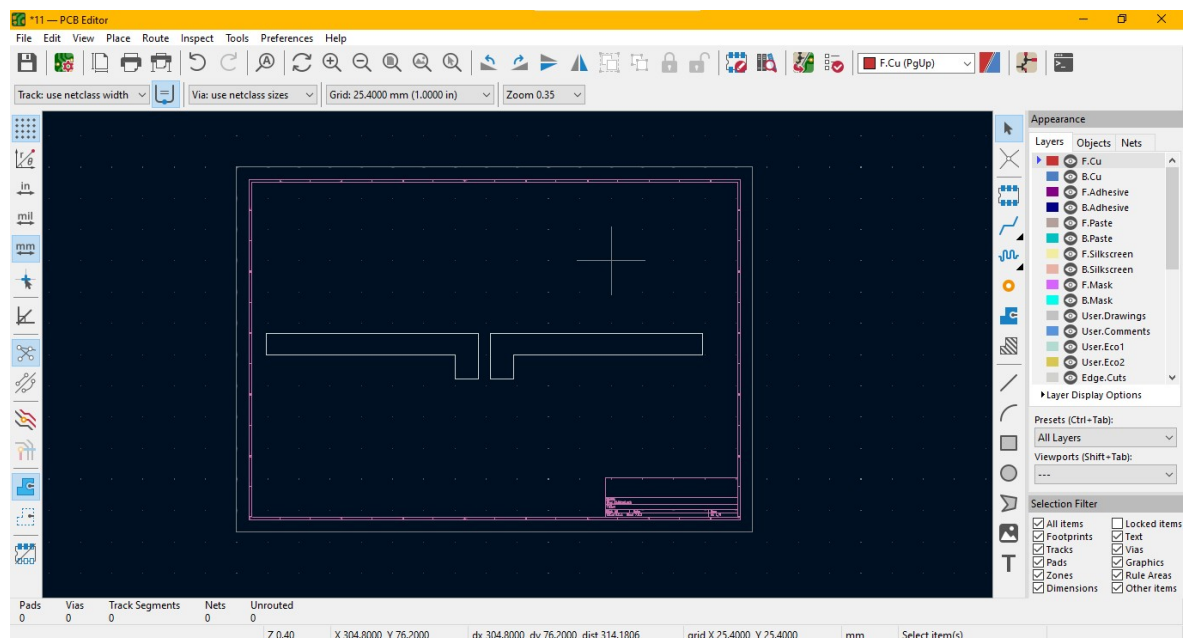 *11 — PCB Editor
File Edit View Place Route Inspect Tools Preferences Help
F.Cu (PgUp)
Track: use netclass width Via: use netclass sizes Grid: 25.4000 mm (1.0000 in) Zoom 0.35
in
mil
mm
Appearance
Layers Objects Nets
F.Cu
B.Cu
F.Adhesive
B.Adhesive
F.Paste
B.Paste
F.Silkscreen
B.Silkscreen
F.Mask
B.Mask
User.Drawings
User.Comments
User.Eco1
User.Eco2
Edge.Cuts
Layer Display Options
Presets (Ctrl+Tab):
All Layers
Viewports (Shift+Tab):
---
Selection Filter
All items Locked items
Footprints Text
Tracks Vias
Pads Graphics
Zones Rule Areas
Dimensions Other items
Pads Vias Track Segments Nets Unrouted
0 0 0 0 0
Z 0.40 X 304.8000 Y 76.2000 dx 304.8000 dy 76.2000 dist 314.1806 grid X 25.4000 Y 25.4000 mm Select item(s)